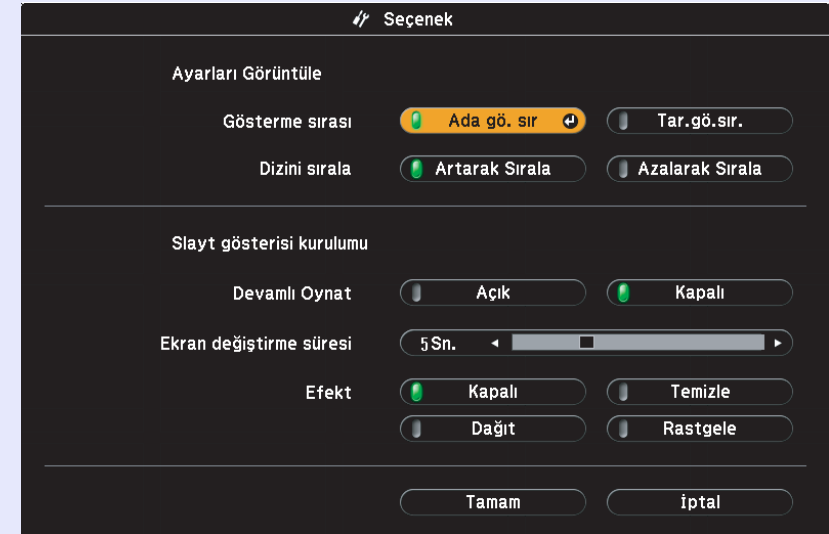 Seçenek
Ayarları Görüntüle
Gösterme sırası Ada gö. sır Tar.gö.sır.
Dizini sırala Artarak Sırala Azalarak Sırala
Slayt gösterisi kurulumu
Devamlı Oynat Açık Kapalı
Ekran değiştirme süresi 5Sn.
Efekt Kapalı Temizle
Dağıt Rastgele
Tamam İptal